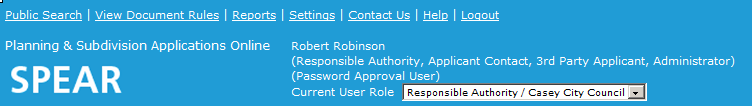 Public Search | View Document Rules | Reports | Settings | Contact Us | Help | Logout
Planning & Subdivision Applications Online
SPEAR
Robert Robinson
(Responsible Authority, Applicant Contact, 3rd Party Applicant, Administrator)
(Password Approval User)
Current User Role Responsible Authority / Casey City Council